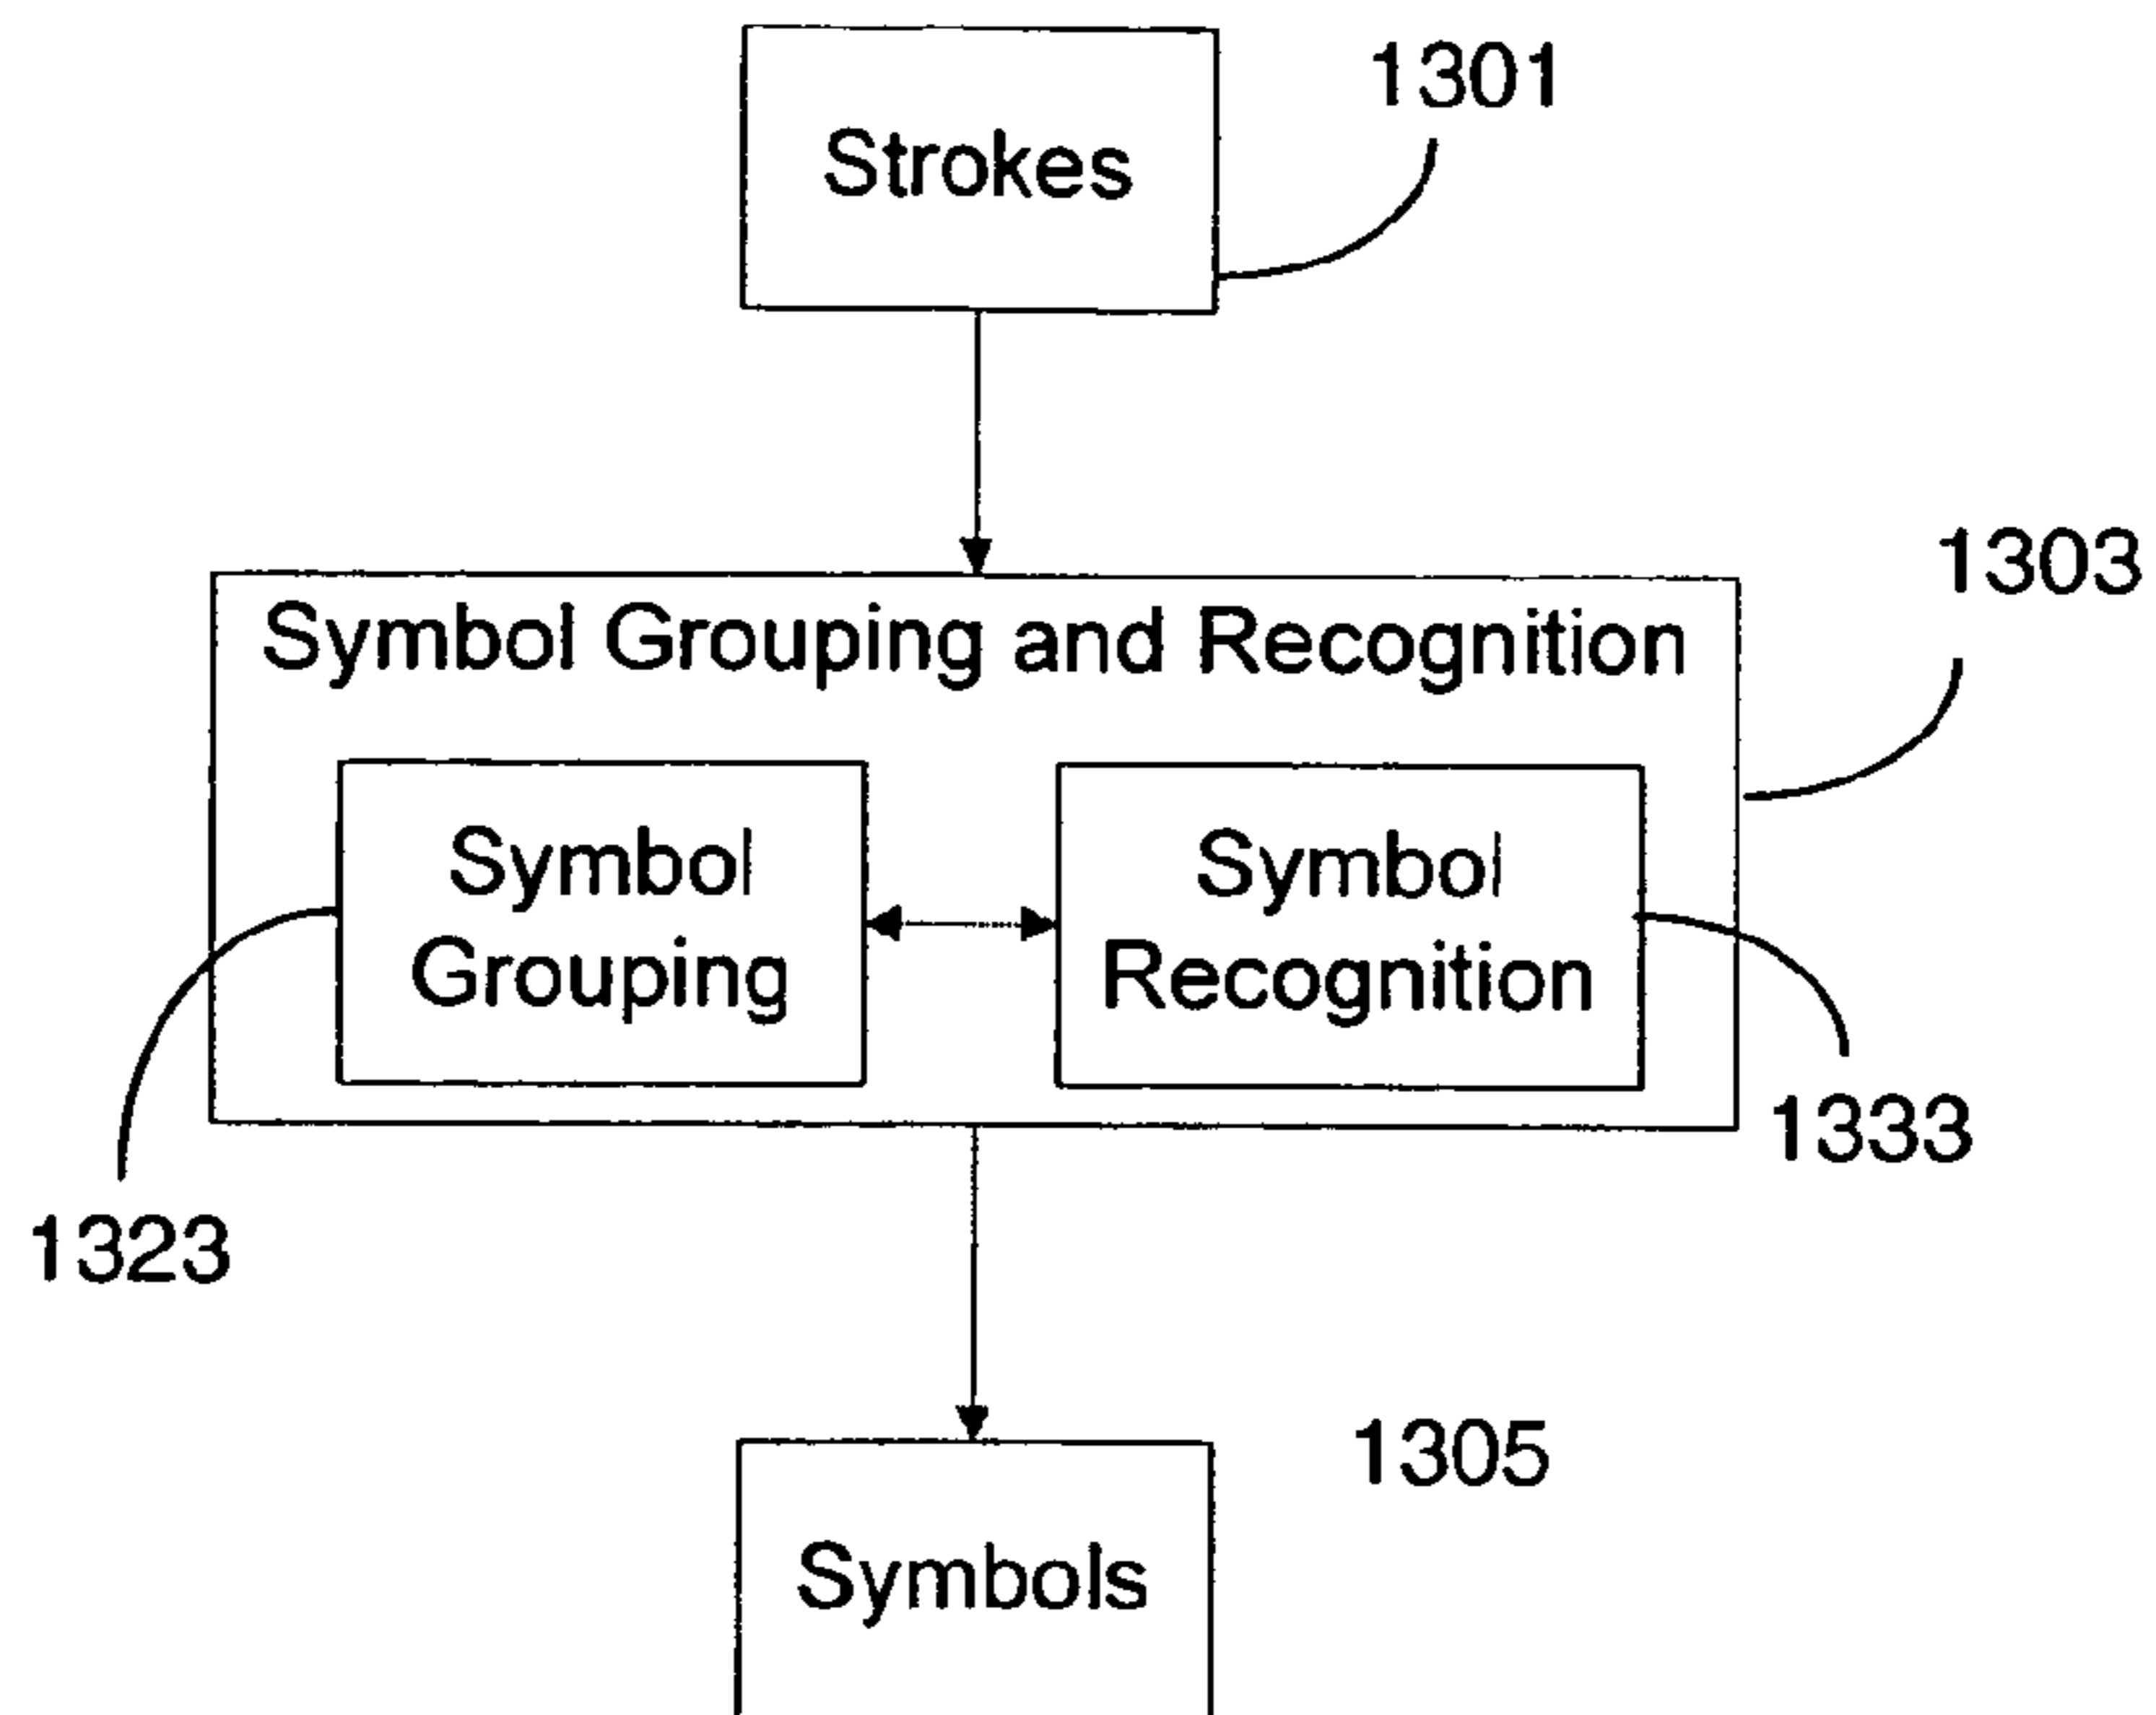 1301
Strokes
1303
Symbol Grouping and Recognition
Symbol
Grouping
Symbol
Recognition
1333
1323
1305
Symbols